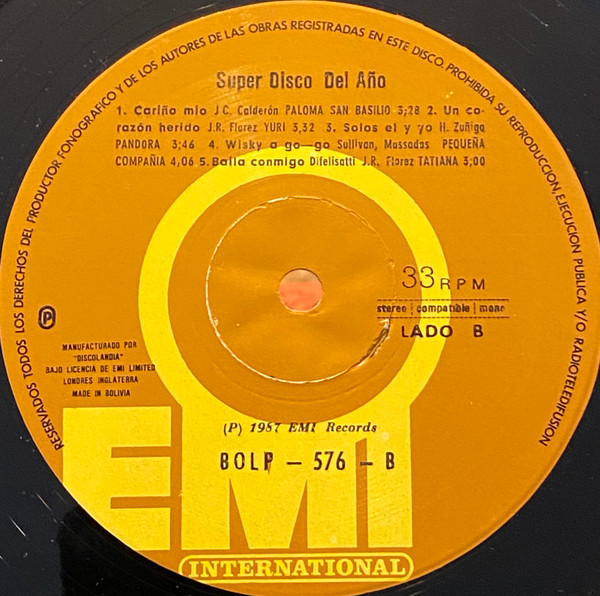 RESERVADOS TODOS LOS DERECHOS DEL PRODUCTOR FONOGRAFICO Y DE LOS AUTORES DE LAS OBRAS REGISTRADAS EN ESTE DISCO. PROHIBIDA SU REPRODUCCION, EJECUCION PUBLICA Y/O RADIOTELEDIFUSION
Super Disco Del Año
1. Cariño mio J C. Calderón PALOMA SAN BASILIO 3;28 2. Un co-
razón herido J.R. Florez YURI 3,32 3. Solos el y yo H. Zuñiga
PANDORA 3;46 4. Wisky a go—go Sullivan, Massadas PEQUEÑA
COMPAÑIA 4,06 5. Baila conmigo Difelisatti J.R. Florez TATIANA 3;00
33 RPM
stereo compatible mono
LADO B
P
MANUFACTURADO POR
"DISCOLANDIA"
BAJO LICENCIA DE EMI LIMITED
LONDRES INGLATERRA
MADE IN BOLIVIA
(P) 1987 EMI Records
BOLP — 576 — B
EMI
INTERNATIONAL